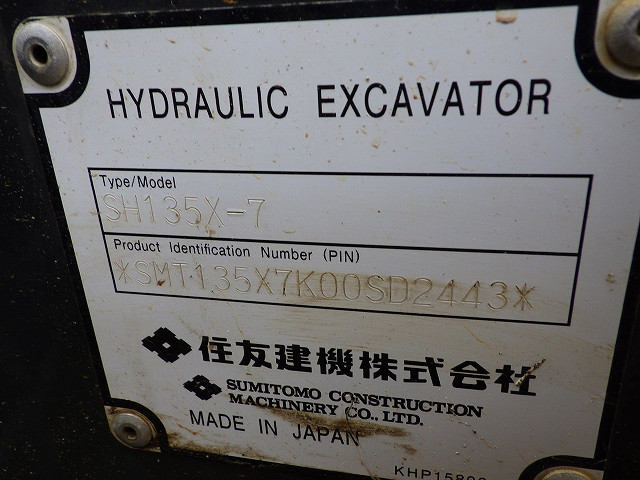 HYDRAULIC EXCAVATOR
Type/Model
SH135X-7
Product Identification Number (PIN)
*SMT135X7K00SD2443*
住友建機株式会社
SUMITOMO CONSTRUCTION
MACHINERY CO., LTD.
MADE IN JAPAN